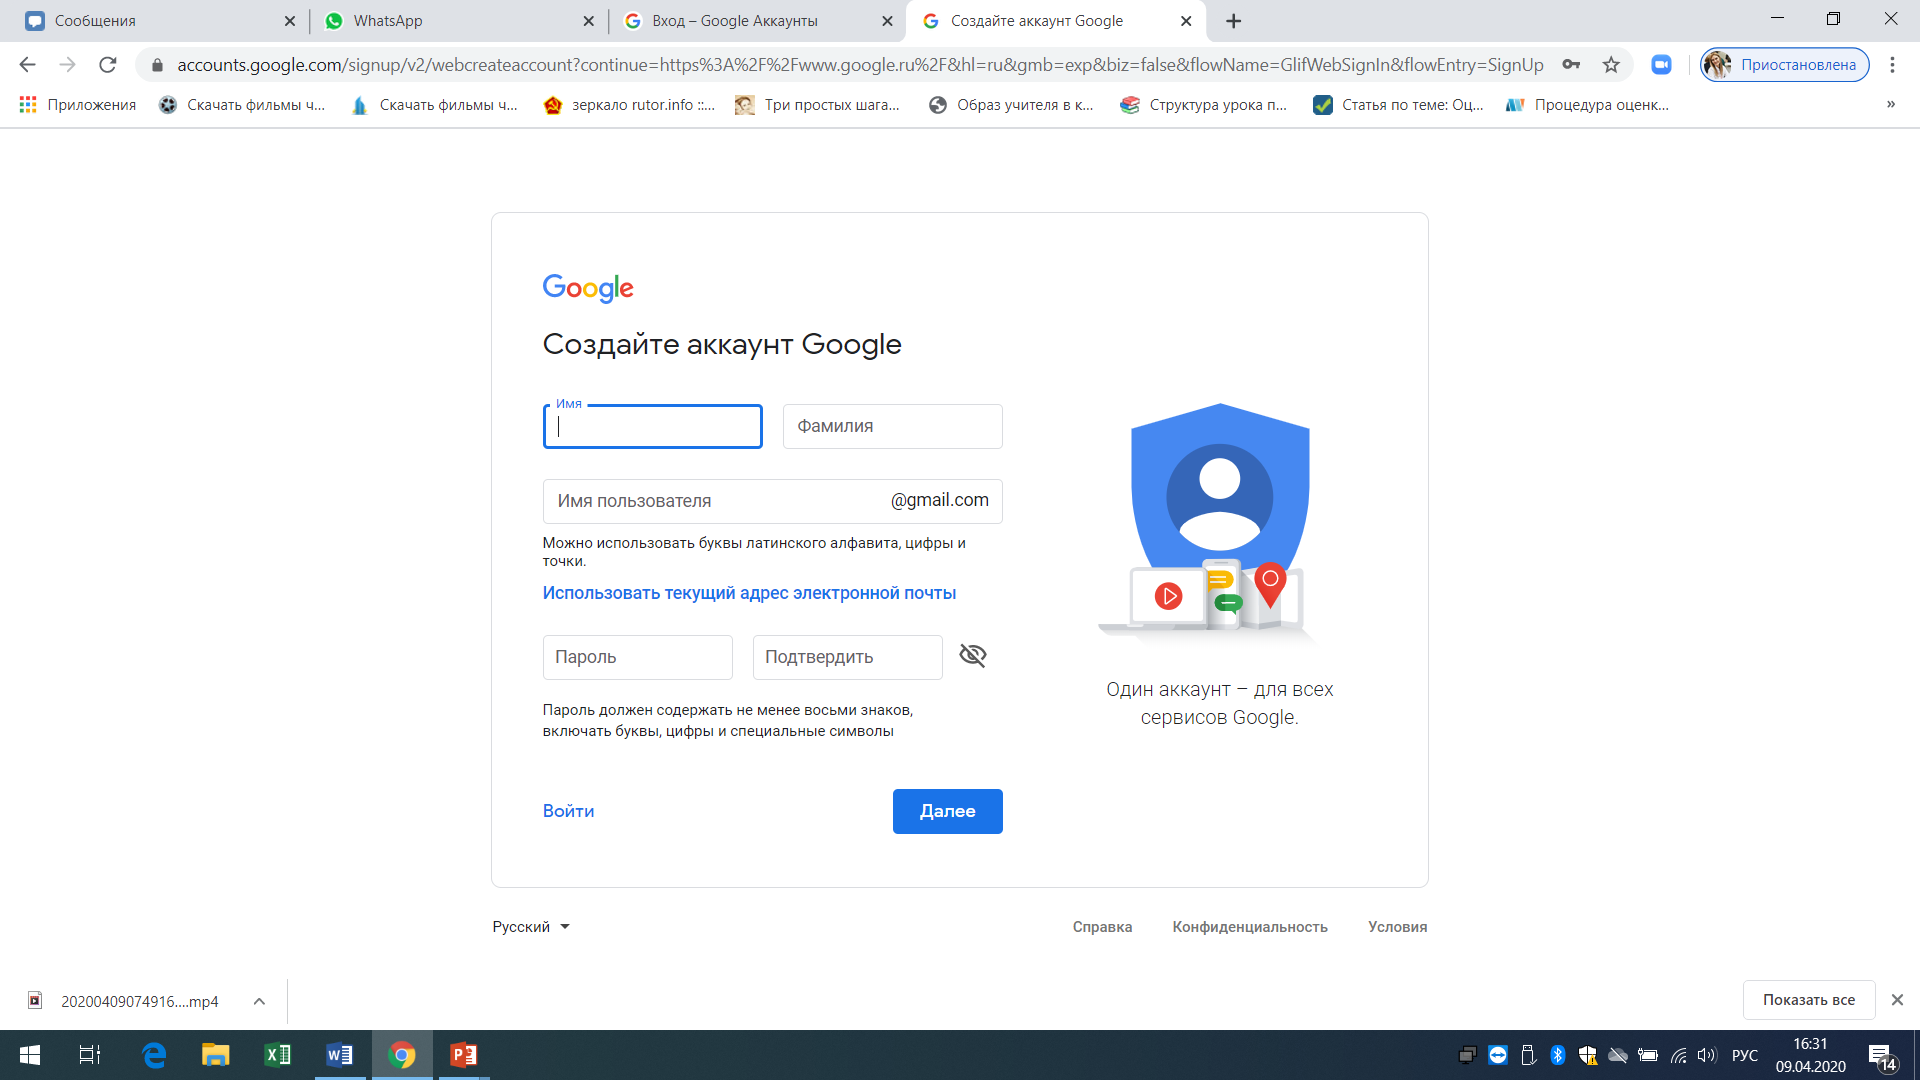 Сообщения
WhatsApp
Вход – Google Аккаунты
Создайте аккаунт Google
accounts.google.com/signup/v2/webcreateaccount?continue=https%3A%2F%2Fwww.google.ru%2F&hl=ru&gmb=exp&biz=false&flowName=GlifWebSignIn&flowEntry=SignUp
Приостановлена
Приложения
Скачать фильмы ч...
Скачать фильмы ч...
зеркало rutor.info ::...
Три простых шага...
Образ учителя в к...
Структура урока п...
Статья по теме: Оц...
Процедура оценк...
»
Google
Создайте аккаунт Google
Имя
Фамилия
Имя пользователя
@gmail.com
Можно использовать буквы латинского алфавита, цифры и
точки.
Использовать текущий адрес электронной почты
Пароль
Подтвердить
Пароль должен содержать не менее восьми знаков,
включать буквы, цифры и специальные символы
Войти
Далее
Один аккаунт – для всех
сервисов Google.
Русский
Справка
Конфиденциальность
Условия
20200409074916....mp4
Показать все
РУС
16:31
09.04.2020
14